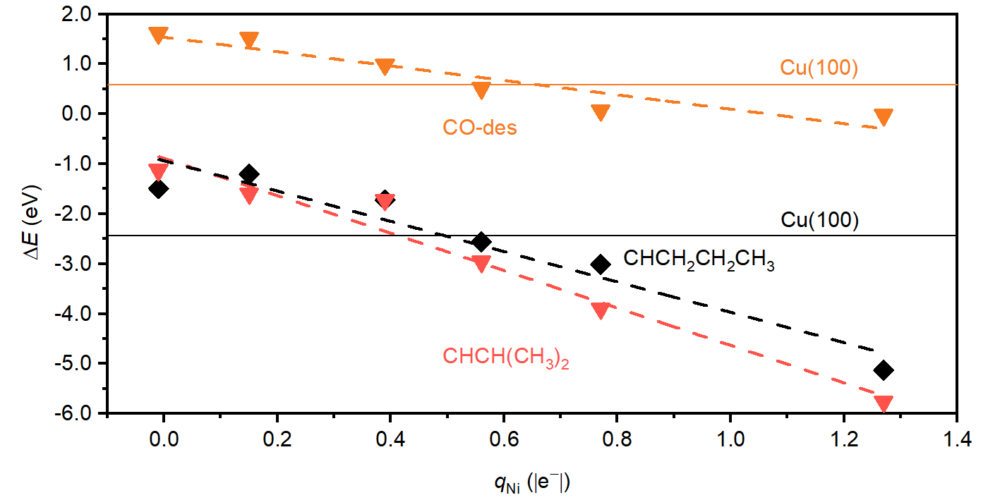 2.0
1.0
0.0
-1.0
-2.0
-3.0
-4.0
-5.0
-6.0
ΔE (eV)
Cu(100)
CO-des
Cu(100)
CHCH₂CH₂CH₃
CHCH(CH₃)₂
0.0 0.2 0.4 0.6 0.8 1.0 1.2 1.4
qNi (|e⁻|)